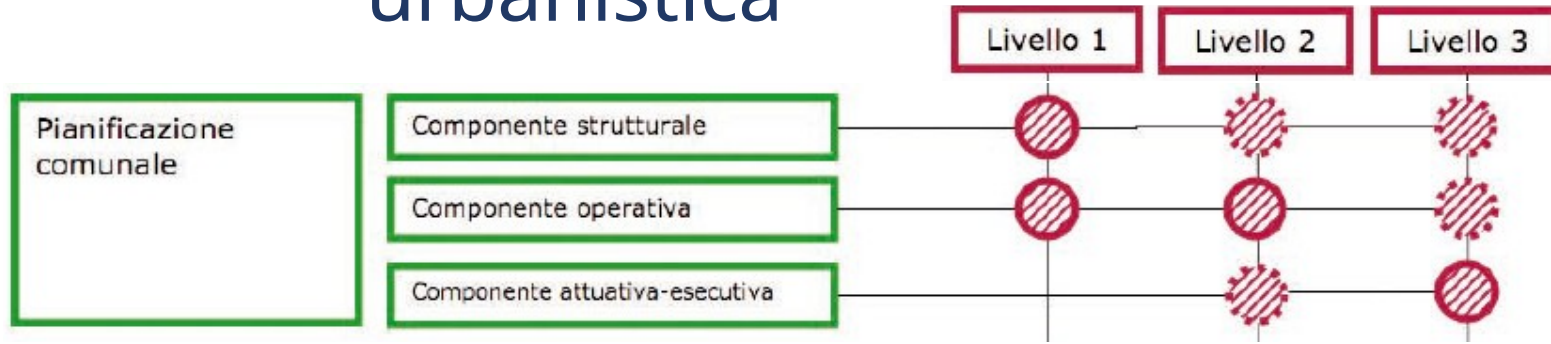 urbanistica
Livello 1
Livello 2
Livello 3
Pianificazione
comunale
Componente strutturale
Componente operativa
Componente attuativa-esecutiva